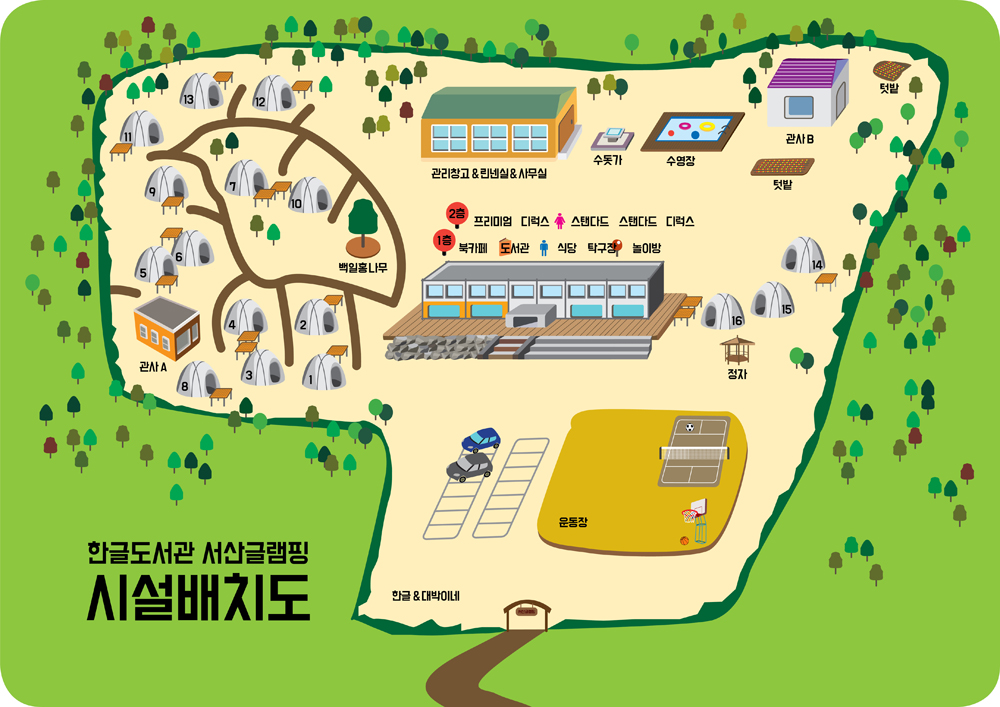 13
12
11
텃밭
관사 B
수돗가
수영장
관리창고 & 린넨실 & 사무실
텃밭
7
9
10
2층 프리미엄 디럭스 스탠다드 스탠다드 디럭스
1층 북카페 도서관 식당 탁구장 놀이방
6
5
백일홍나무
14
15
16
4
2
관사 A
정자
8
3
1
운동장
한글도서관 서산글램핑
시설배치도
한글 & 대박이네